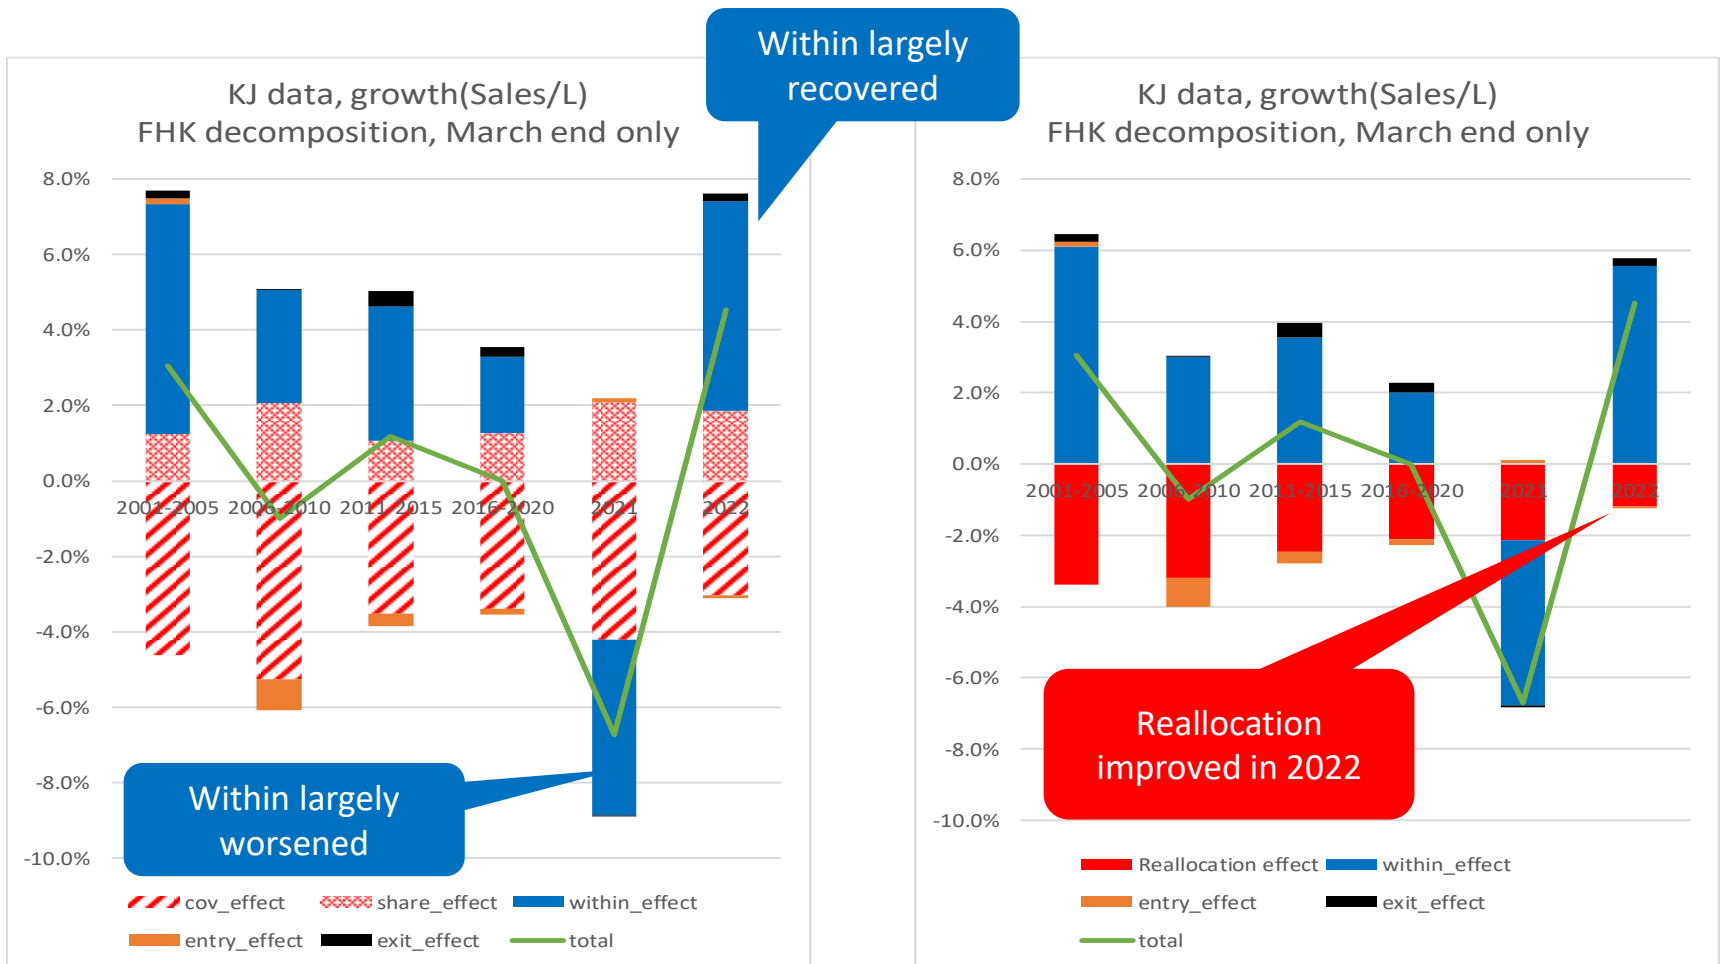 Within largely
recovered
KJ data, growth(Sales/L)
FHK decomposition, March end only
8.0%
6.0%
4.0%
2.0%
0.0%
-2.0%
-4.0%
-6.0%
-8.0%
-10.0%
2001-2005 2006-2010 2011-2015 2016-2020 2021 2022
Within largely
worsened
cov_effect share_effect within_effect
entry_effect exit_effect total
KJ data, growth(Sales/L)
FHK decomposition, March end only
8.0%
6.0%
4.0%
2.0%
0.0%
-2.0%
-4.0%
-6.0%
-8.0%
-10.0%
2001-2005 2006-2010 2011-2015 2016-2020 2021 2022
Reallocation
improved in 2022
Reallocation effect within_effect
entry_effect exit_effect
total